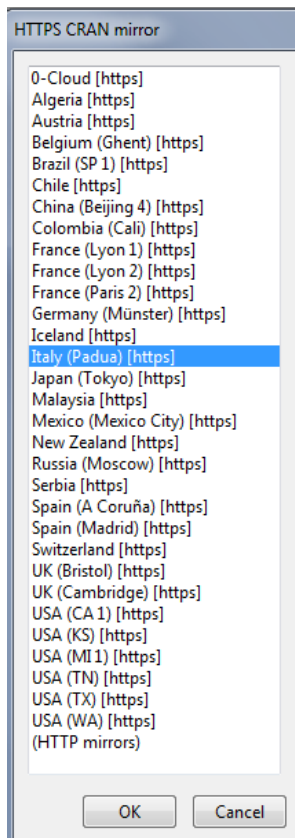 HTTPS CRAN mirror
0-Cloud [https]
Algeria [https]
Austria [https]
Belgium (Ghent) [https]
Brazil (SP 1) [https]
Chile [https]
China (Beijing 4) [https]
Colombia (Cali) [https]
France (Lyon 1) [https]
France (Lyon 2) [https]
France (Paris 2) [https]
Germany (Münster) [https]
Iceland [https]
Italy (Padua) [https]
Japan (Tokyo) [https]
Malaysia [https]
Mexico (Mexico City) [https]
New Zealand [https]
Russia (Moscow) [https]
Serbia [https]
Spain (A Coruña) [https]
Spain (Madrid) [https]
Switzerland [https]
UK (Bristol) [https]
UK (Cambridge) [https]
USA (CA 1) [https]
USA (KS) [https]
USA (MI 1) [https]
USA (TN) [https]
USA (TX) [https]
USA (WA) [https]
(HTTP mirrors)
OK Cancel